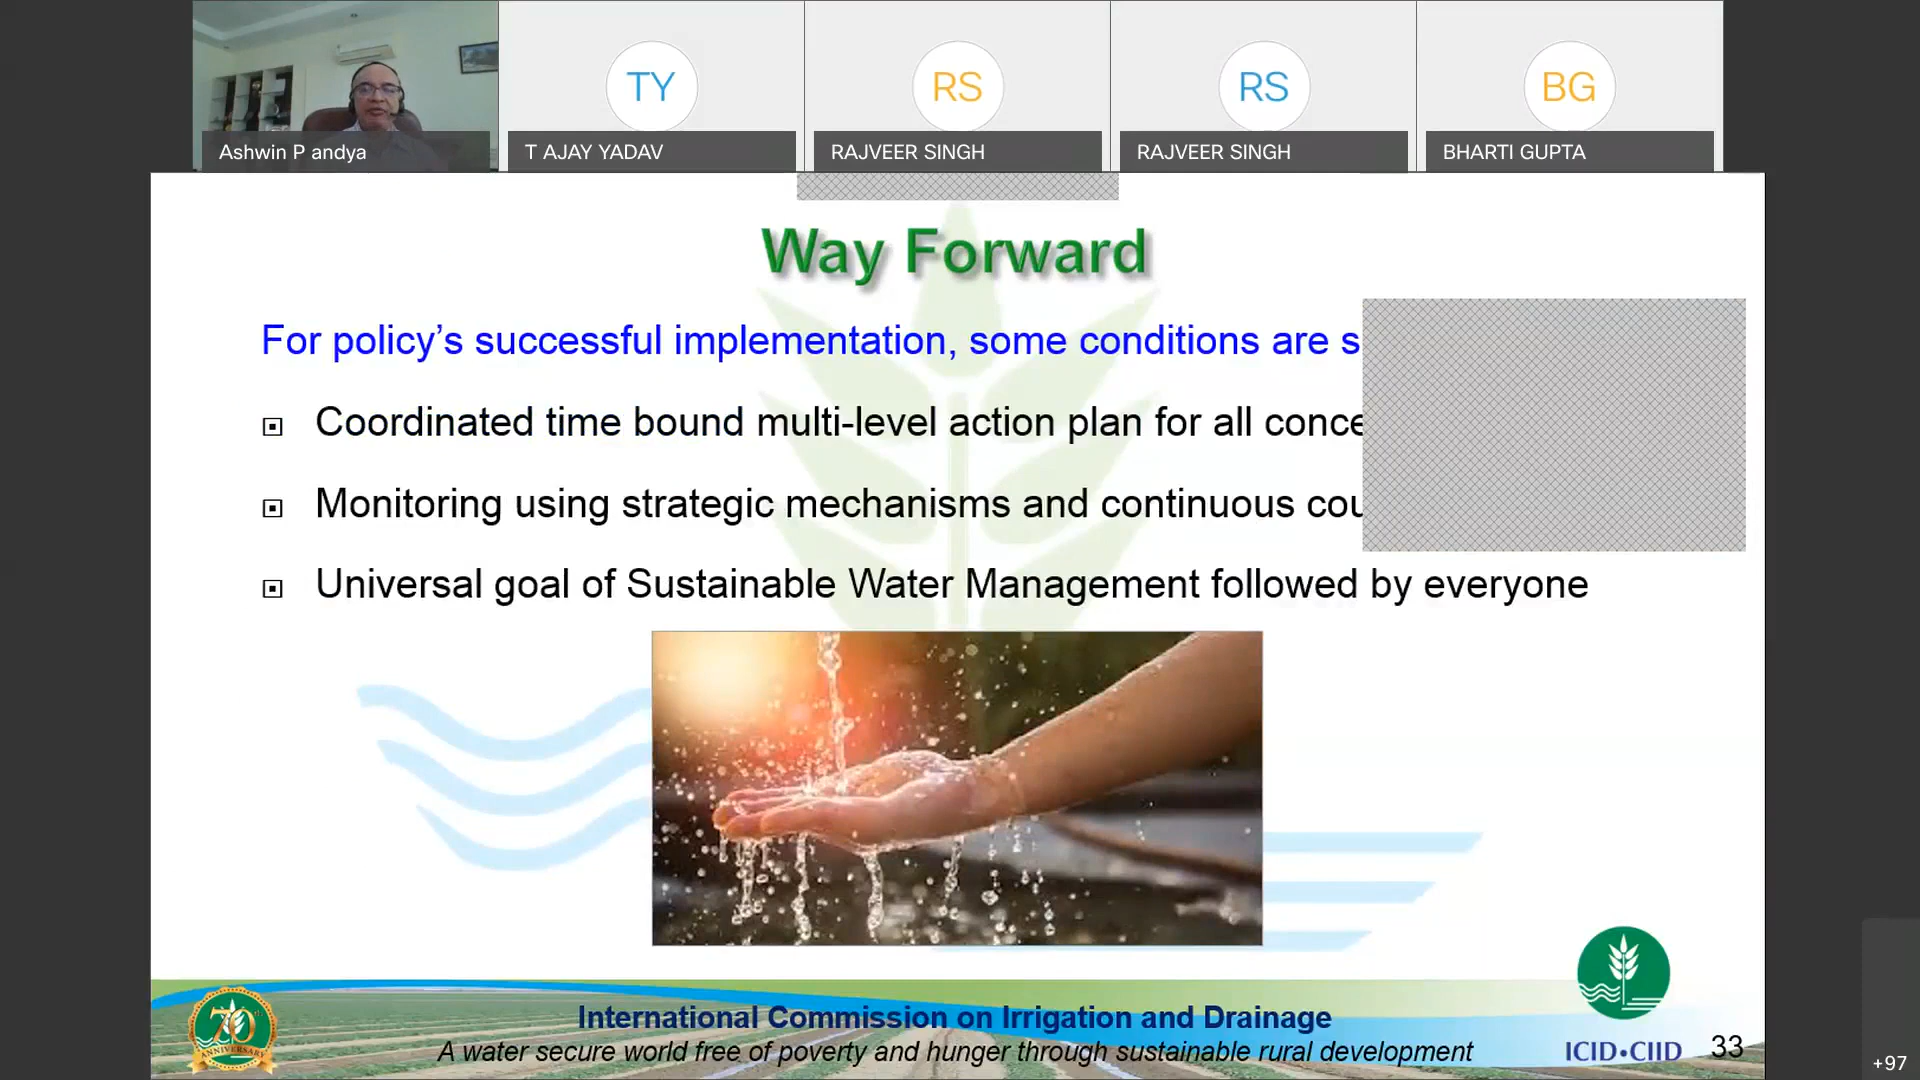 TY
RS
RS
BG
Ashwin P andya
T AJAY YADAV
RAJVEER SINGH
RAJVEER SINGH
BHARTI GUPTA
Way Forward
For policy’s successful implementation, some conditions are s
Coordinated time bound multi-level action plan for all conce
Monitoring using strategic mechanisms and continuous cou
Universal goal of Sustainable Water Management followed by everyone
70th
ANNIVERSARY
International Commission on Irrigation and Drainage
A water secure world free of poverty and hunger through sustainable rural development
ICID•CIID
33
+97